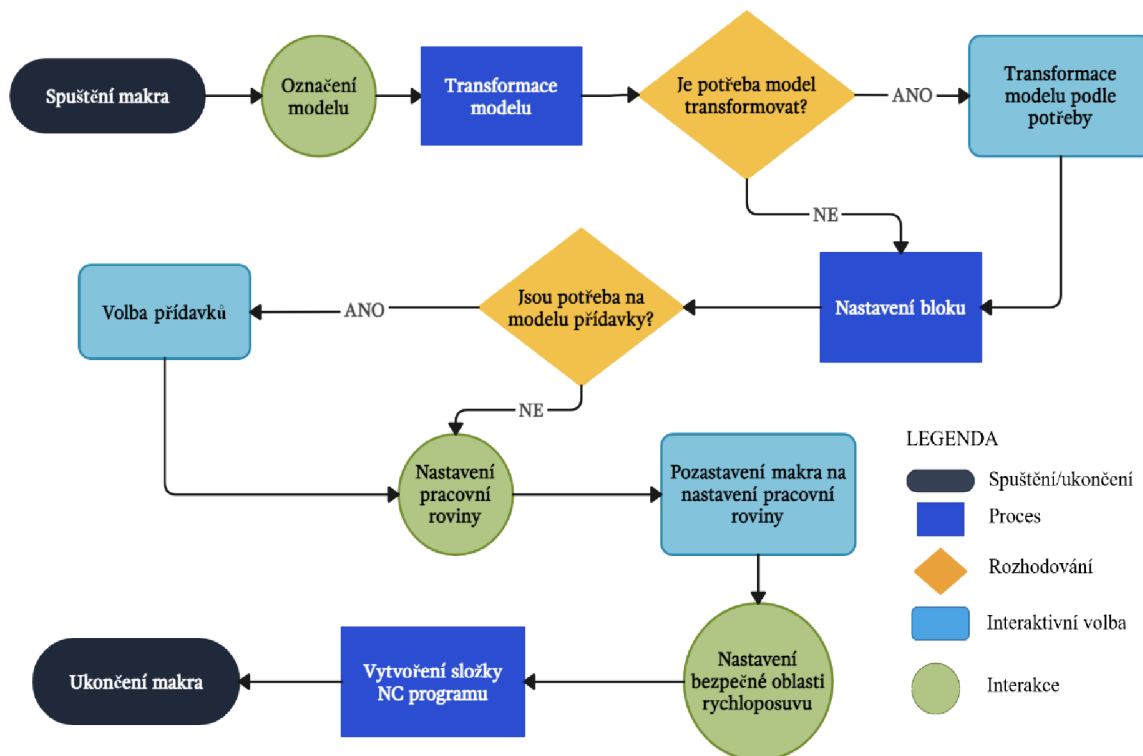 Spuštění makra
Označení
modelu
Transformace
modelu
Je potřeba model
transformovat?
ANO
Transformace
modelu podle
potřeby
NE
Nastavení bloku
Jsou potřeba na
modelu přídavky?
ANO
Volba přídavků
NE
Nastavení
pracovní
roviny
Pozastavení makra na
nastavení pracovní
roviny
Nastavení
bezpečné oblasti
rychloposuvu
Vytvoření složky
NC programu
Ukončení makra
LEGENDA
Spuštění/ukončení
Proces
Rozhodování
Interaktivní volba
Interakce